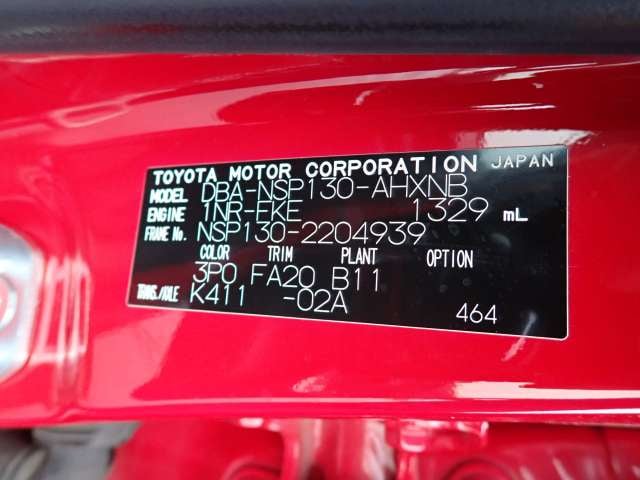 TOYOTA MOTOR CORPORATION JAPAN
MODEL DBA-NSP130-AHXNB
ENGINE 1NR-FKE 1329 mL
FRAME No. NSP130-2204939
COLOR TRIM PLANT OPTION
3P0 FA20 B11
TRANS./AXLE K411 -02A
464